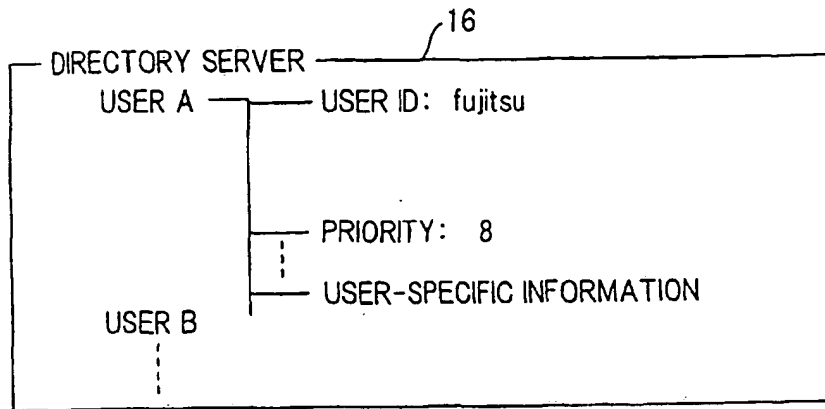 16
DIRECTORY SERVER
USER A
USER ID: fujitsu
PRIORITY: 8
USER-SPECIFIC INFORMATION
USER B